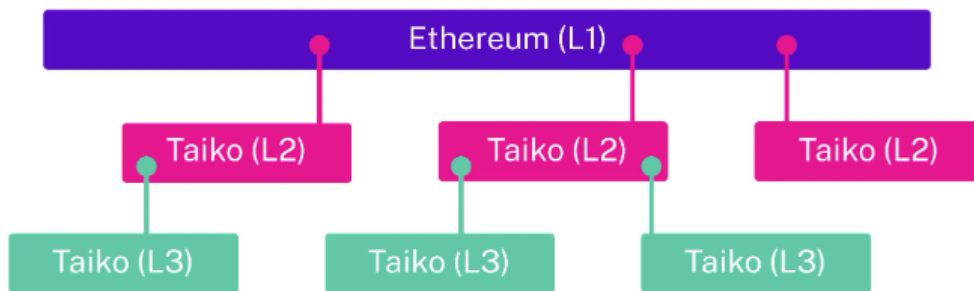 Ethereum (L1)
Taiko (L2)
Taiko (L2)
Taiko (L2)
Taiko (L3)
Taiko (L3)
Taiko (L3)